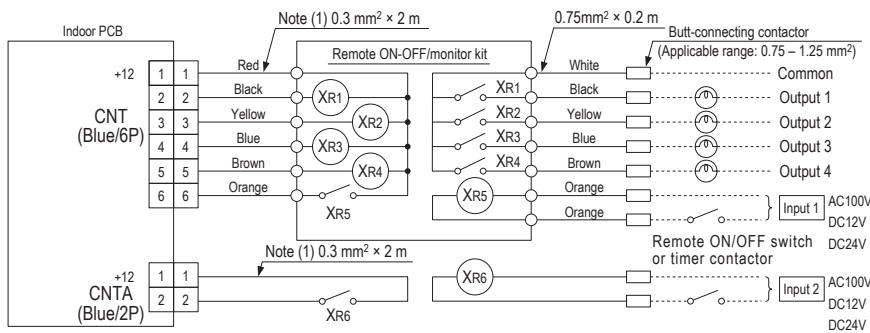 Note (1) 0.3 mm² × 2 m
0.75mm² × 0.2 m
Indoor PCB
Butt-connecting contactor
(Applicable range: 0.75 – 1.25 mm²)
Remote ON-OFF/monitor kit
+12 1 1 Red White Common
CNT
(Blue/6P)
2 2 Black XR1 XR1 Black Output 1
3 3 Yellow XR2 XR2 Yellow Output 2
4 4 Blue XR3 XR3 Blue Output 3
5 5 Brown XR4 XR4 Brown Output 4
6 6 Orange XR5 XR5 Orange
Orange
Input 1
AC100V
DC12V
DC24V
Remote ON/OFF switch
or timer contactor
Note (1) 0.3 mm² × 2 m
+12 1 1
CNTA
(Blue/2P)
2 2
XR6
XR6
Input 2
AC100V
DC12V
DC24V